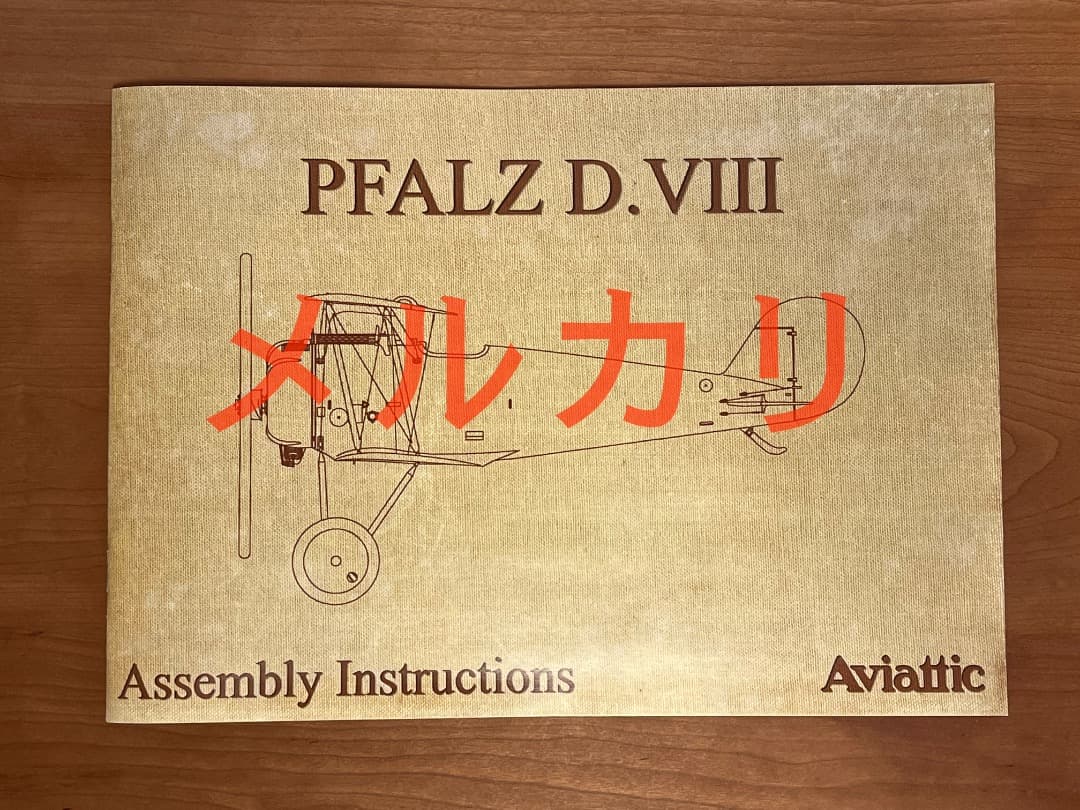 PFALZ D.VIII
メルカリ
Assembly Instructions
Aviattic